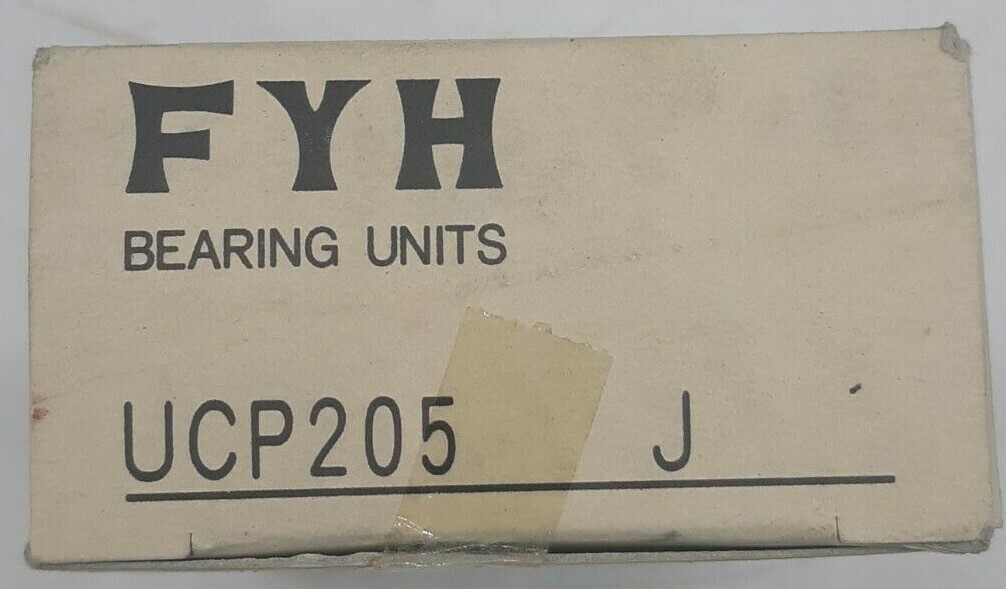 FYH
BEARING UNITS
UCP205 J